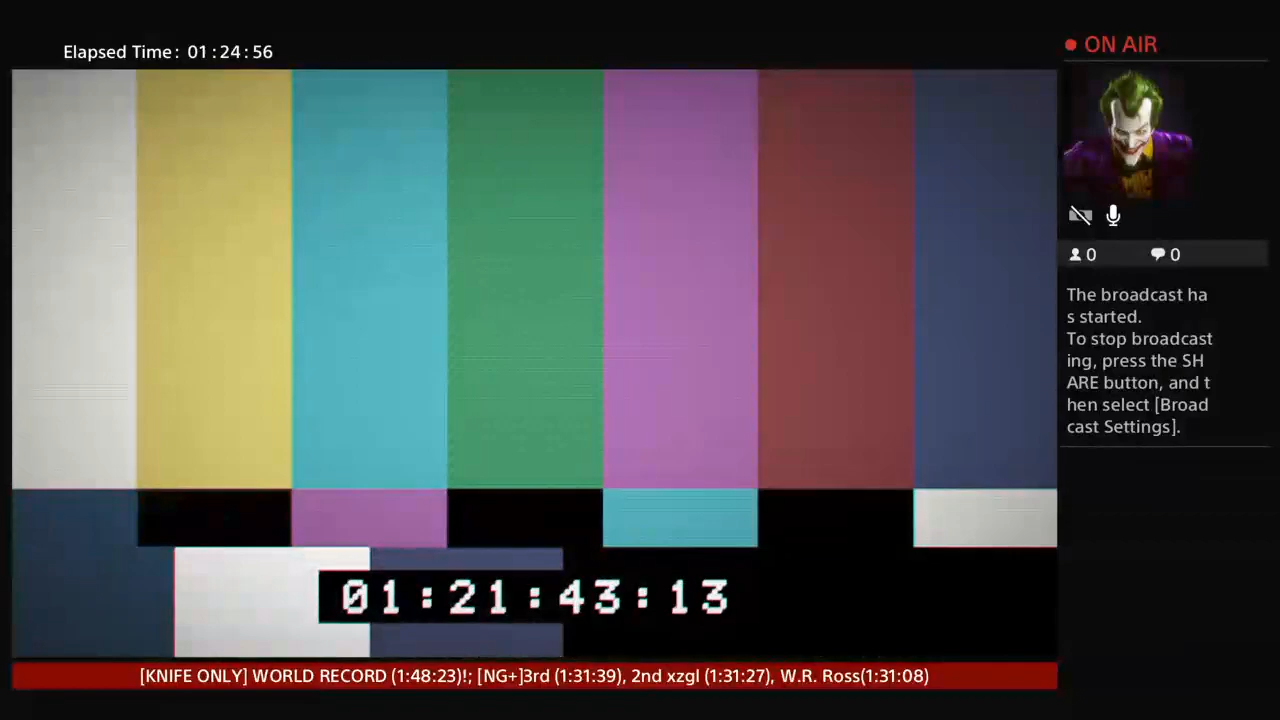 Elapsed Time: 01:24:56
ON AIR
0 0
The broadcast ha
s started.
To stop broadcast
ing, press the SH
ARE button, and t
hen select [Broad
cast Settings].
01:21:43:13
[KNIFE ONLY] WORLD RECORD (1:48:23)!; [NG+]3rd (1:31:39), 2nd xzgl (1:31:27), W.R. Ross(1:31:08)